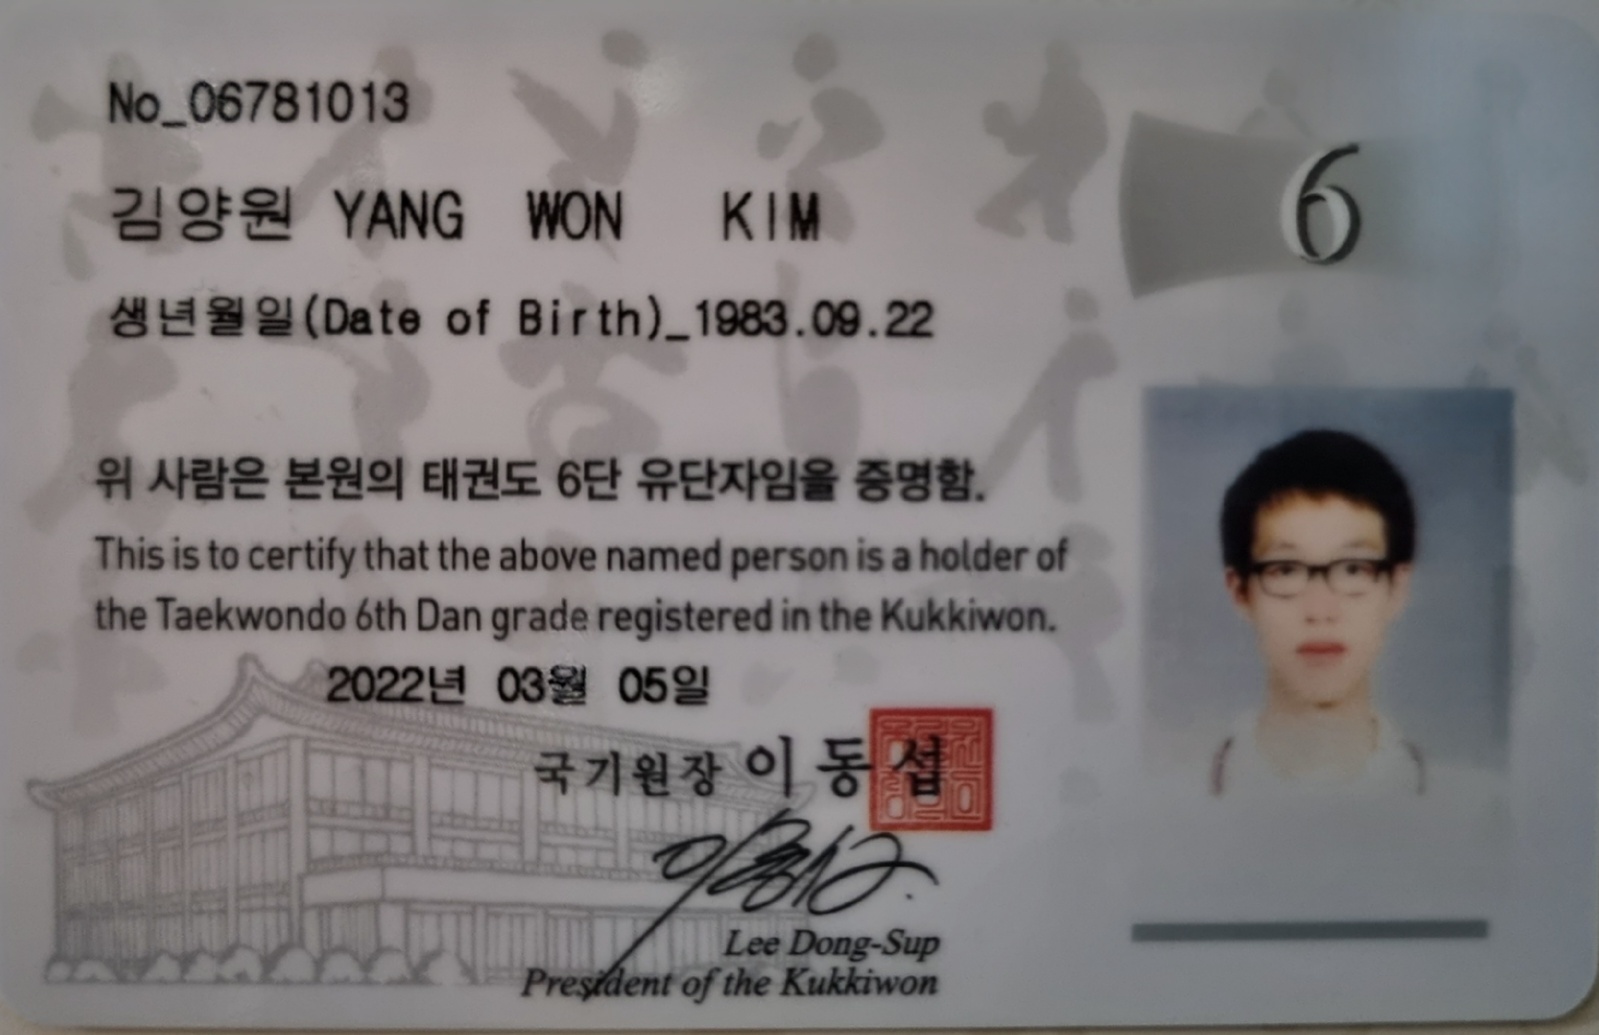 No_06781013
6
김양원 YANG WON KIM
생년월일(Date of Birth)_1983.09.22
위 사람은 본원의 태권도 6단 유단자임을 증명함.
This is to certify that the above named person is a holder of
the Taekwondo 6th Dan grade registered in the Kukkiwon.
2022년 03월 05일
국기원장 이동섭
Lee Dong-Sup
President of the Kukkiwon